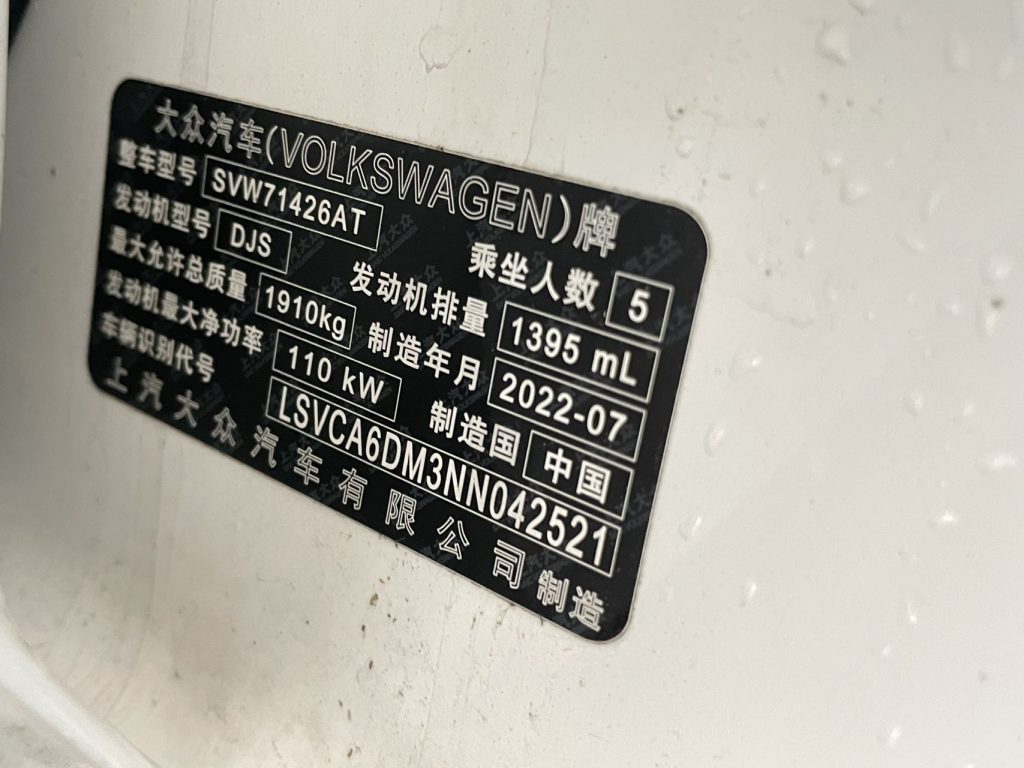 大众汽车(VOLKSWAGEN)牌
整车型号 SVW71426AT 乘坐人数 5
发动机型号 DJS 发动机排量 1395 mL
最大允许总质量 1910kg 制造年月 2022-07
发动机最大净功率 110 kW 制造国 中国
车辆识别代号 LSVCA6DM3NN042521
上汽大众汽车有限公司制造